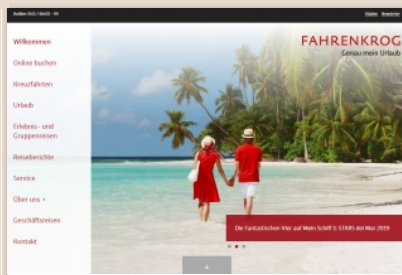 Willkommen
Online buchen
Kreuzfahrten
Urlaub
Erlebnis- und
Gruppenreisen
Reiseberichte
Service
Über uns +
Geschäftsreisen
Kontakt
FAHRENKROG
Genau mein Urlaub
Die Fantastischen Vier auf Mein Schiff 3: STARS del Mar 2019